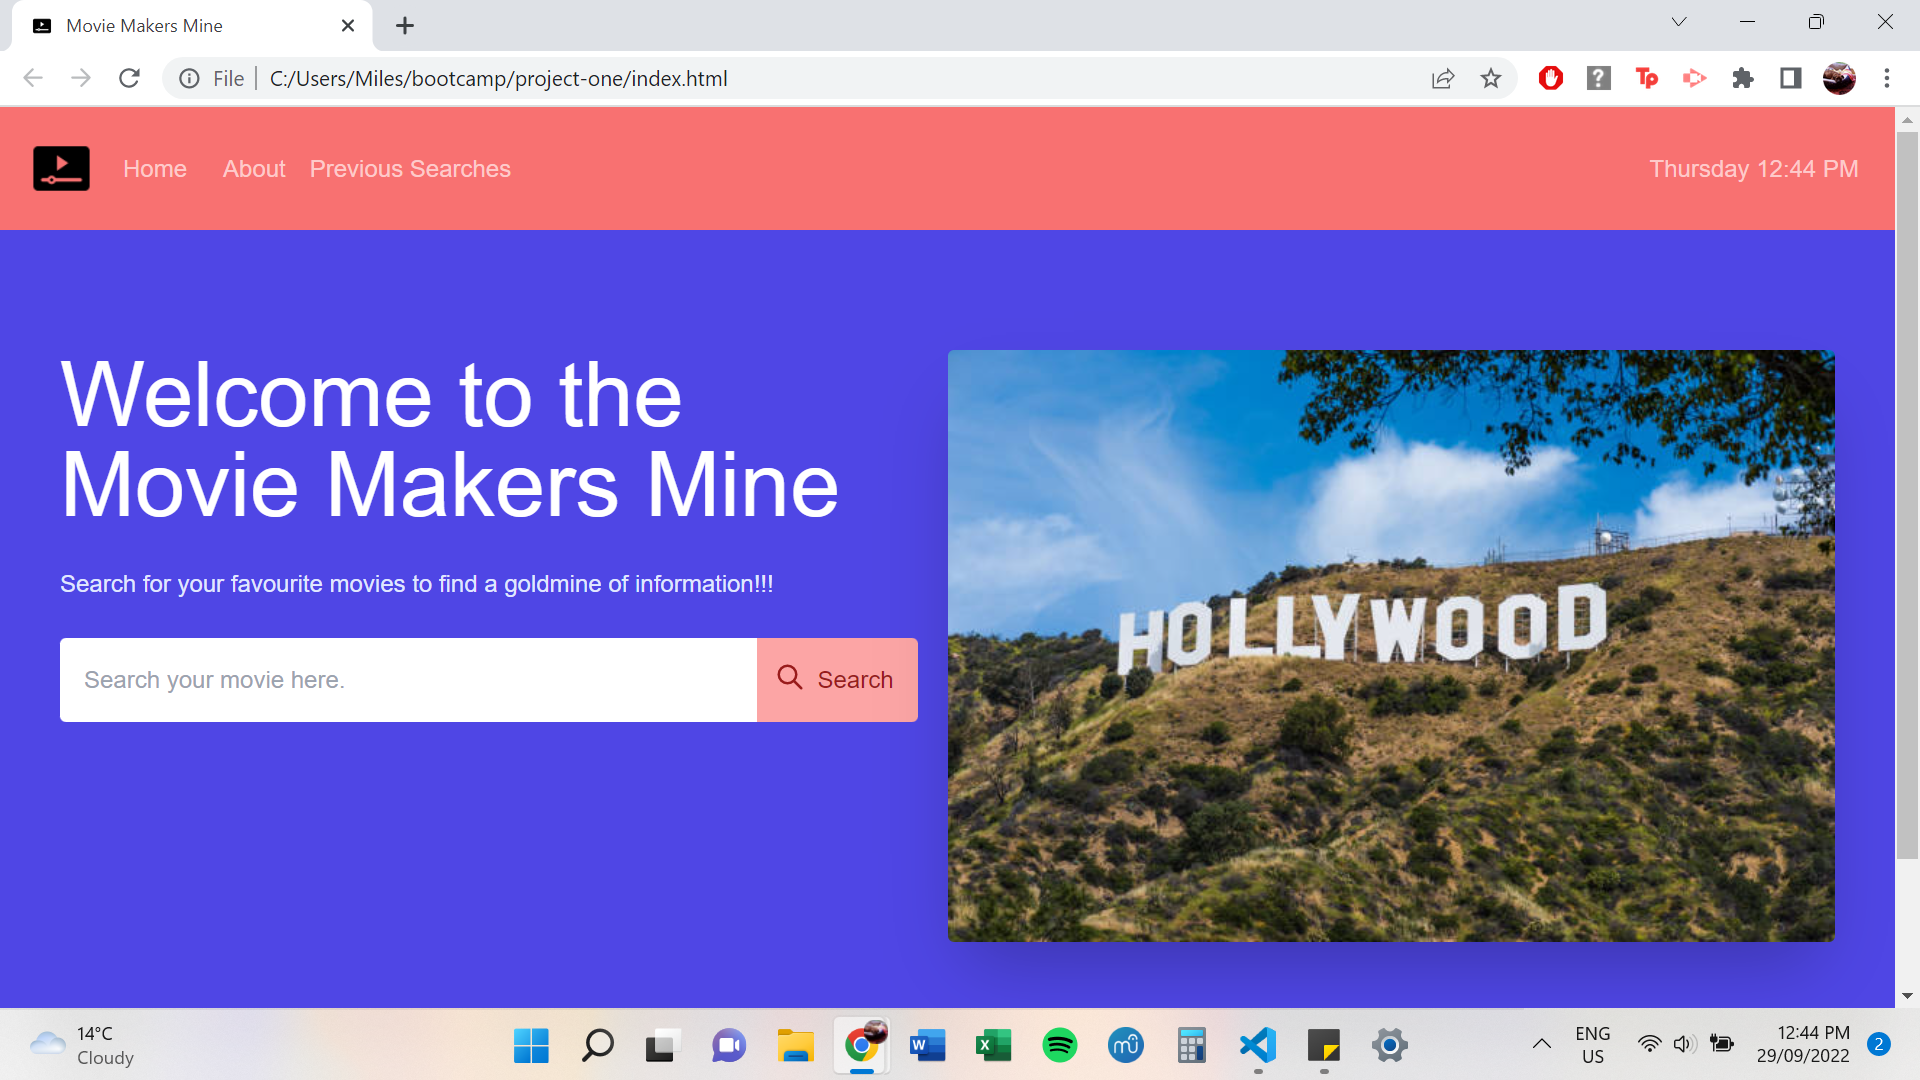 Movie Makers Mine
File C:/Users/Miles/bootcamp/project-one/index.html
Tp
Home About Previous Searches Thursday 12:44 PM
Welcome to the
Movie Makers Mine
Search for your favourite movies to find a goldmine of information!!!
Search your movie here. Search
HOLLYWOOD
14°C
Cloudy
W
X
ENG
US
12:44 PM
29/09/2022
2